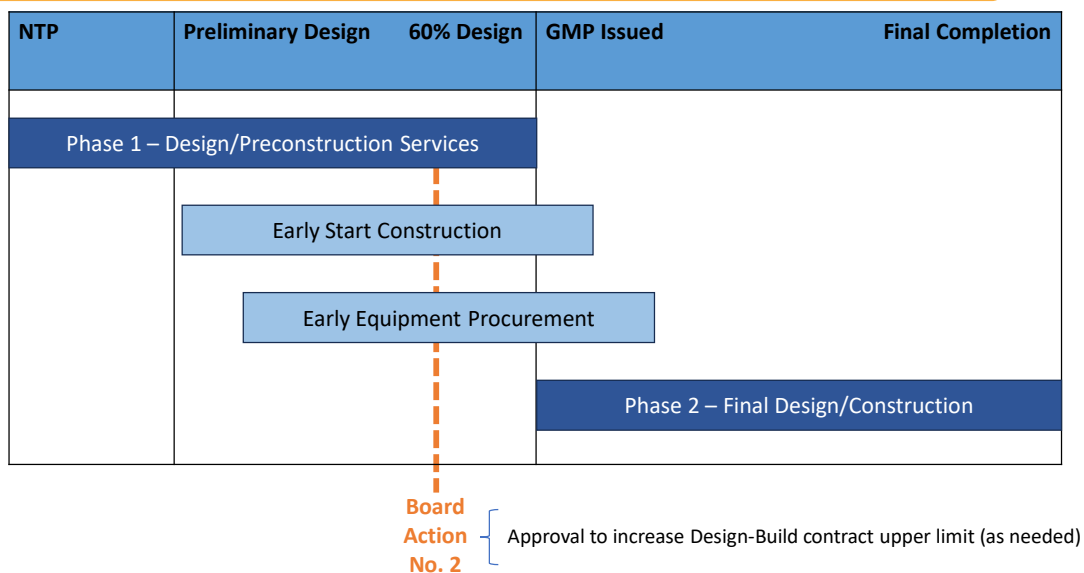 NTP
Preliminary Design
60% Design
GMP Issued
Final Completion
Phase 1 – Design/Preconstruction Services
Early Start Construction
Early Equipment Procurement
Phase 2 – Final Design/Construction
Board
Action
No. 2
Approval to increase Design-Build contract upper limit (as needed)